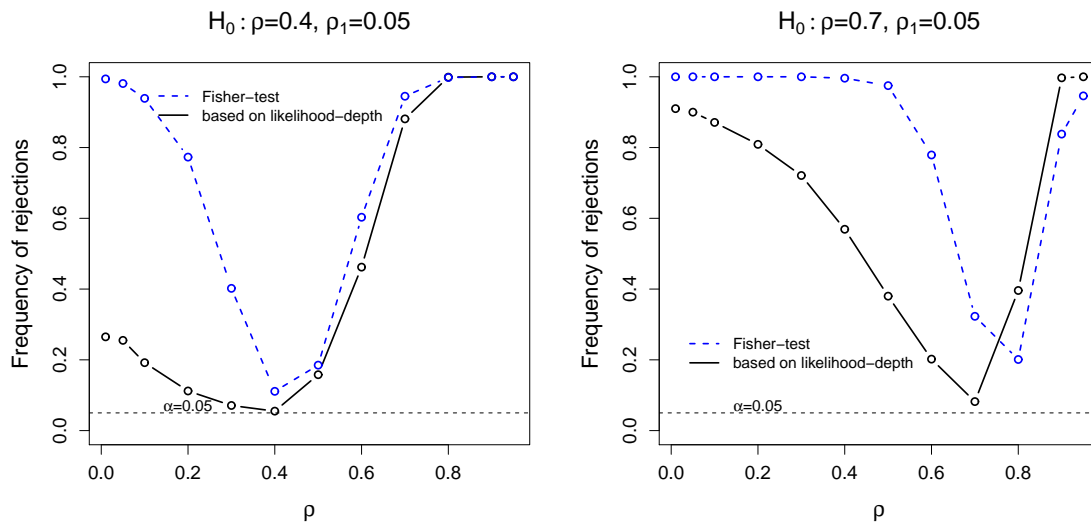 H₀ : ρ=0.4, ρ₁=0.05
Frequency of rejections
1.0
0.8
0.6
0.4
0.2
0.0
Fisher−test
based on likelihood−depth
α=0.05
0.0 0.2 0.4 0.6 0.8
ρ
H₀ : ρ=0.7, ρ₁=0.05
Frequency of rejections
1.0
0.8
0.6
0.4
0.2
0.0
Fisher−test
based on likelihood−depth
α=0.05
0.0 0.2 0.4 0.6 0.8
ρ